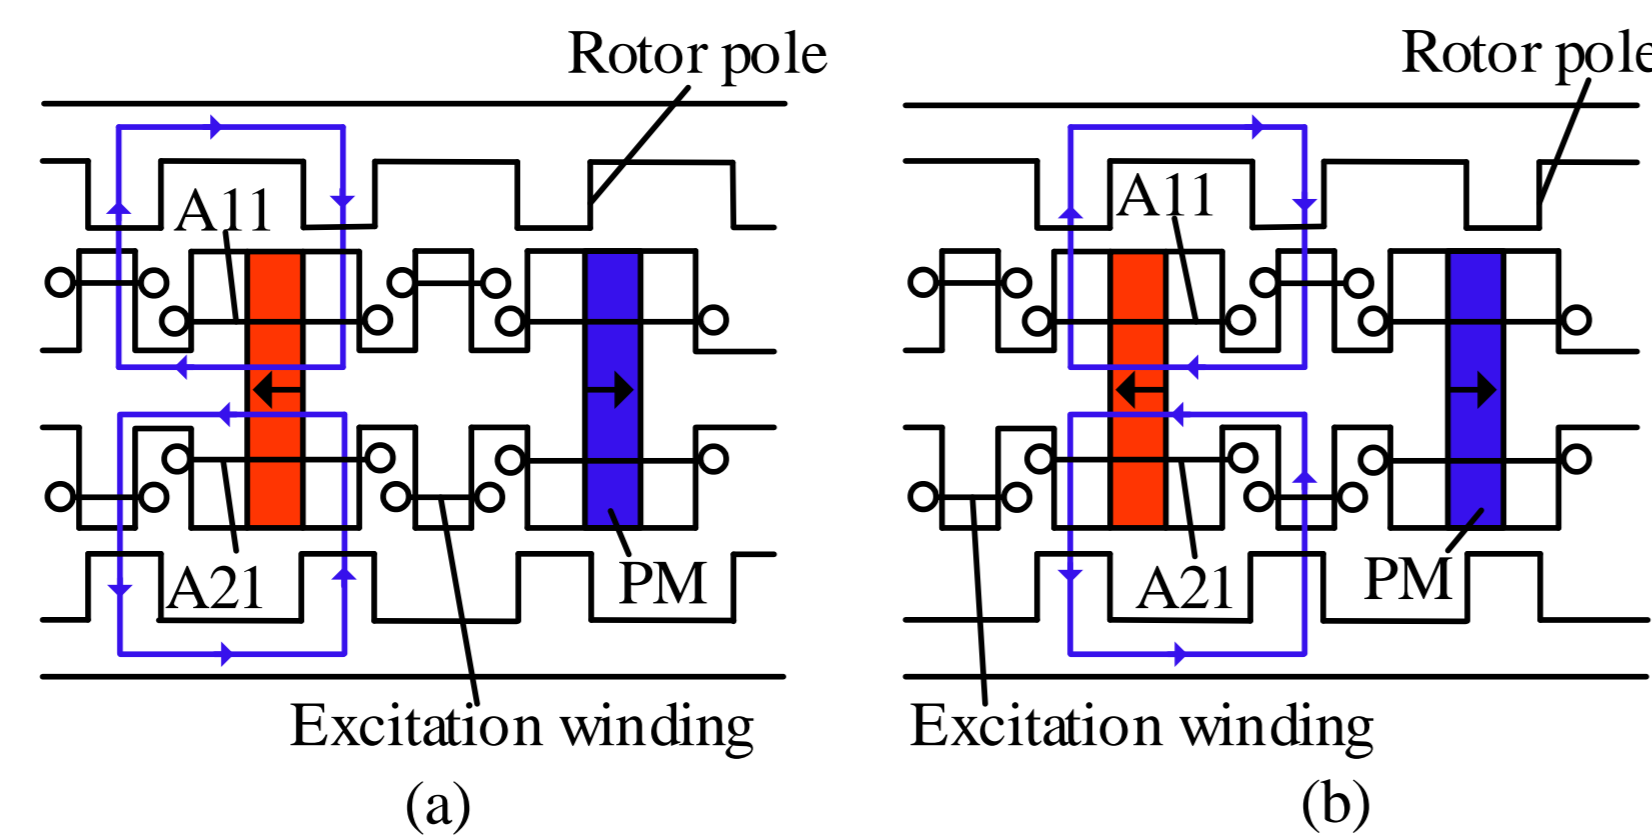 Rotor pole
A11
A21
PM
Excitation winding
(a)
Rotor pole
A11
A21
PM
Excitation winding
(b)